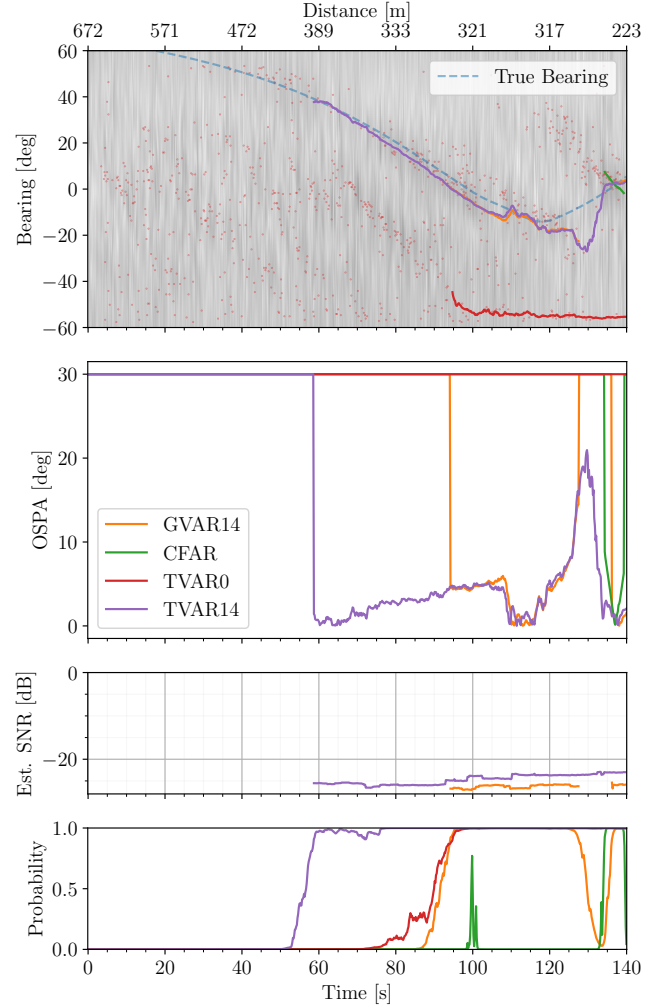 Distance [m]
672 571 472 389 333 321 317 223
60
40
20
0
−20
−40
−60
Bearing [deg]
True Bearing
30
20
10
0
OSPA [deg]
GVAR14
CFAR
TVAR0
TVAR14
0
−20
Est. SNR [dB]
1.0
0.5
0.0
Probability
0 20 40 60 80 100 120 140
Time [s]